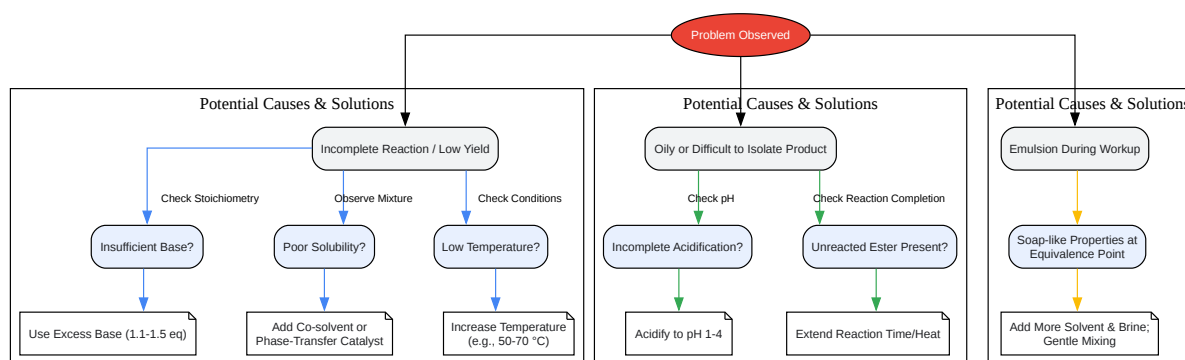 Problem Observed
Potential Causes & Solutions
Potential Causes & Solutions
Potential Causes & Solutions
Incomplete Reaction / Low Yield
Oily or Difficult to Isolate Product
Emulsion During Workup
Check Stoichiometry
Observe Mixture
Check Conditions
Check pH
Check Reaction Completion
Insufficient Base?
Poor Solubility?
Low Temperature?
Incomplete Acidification?
Unreacted Ester Present?
Soap-like Properties at
Equivalence Point
Use Excess Base (1.1-1.5 eq)
Add Co-solvent or
Phase-Transfer Catalyst
Increase Temperature
(e.g., 50-70 °C)
Acidify to pH 1-4
Extend Reaction Time/Heat
Add More Solvent & Brine;
Gentle Mixing